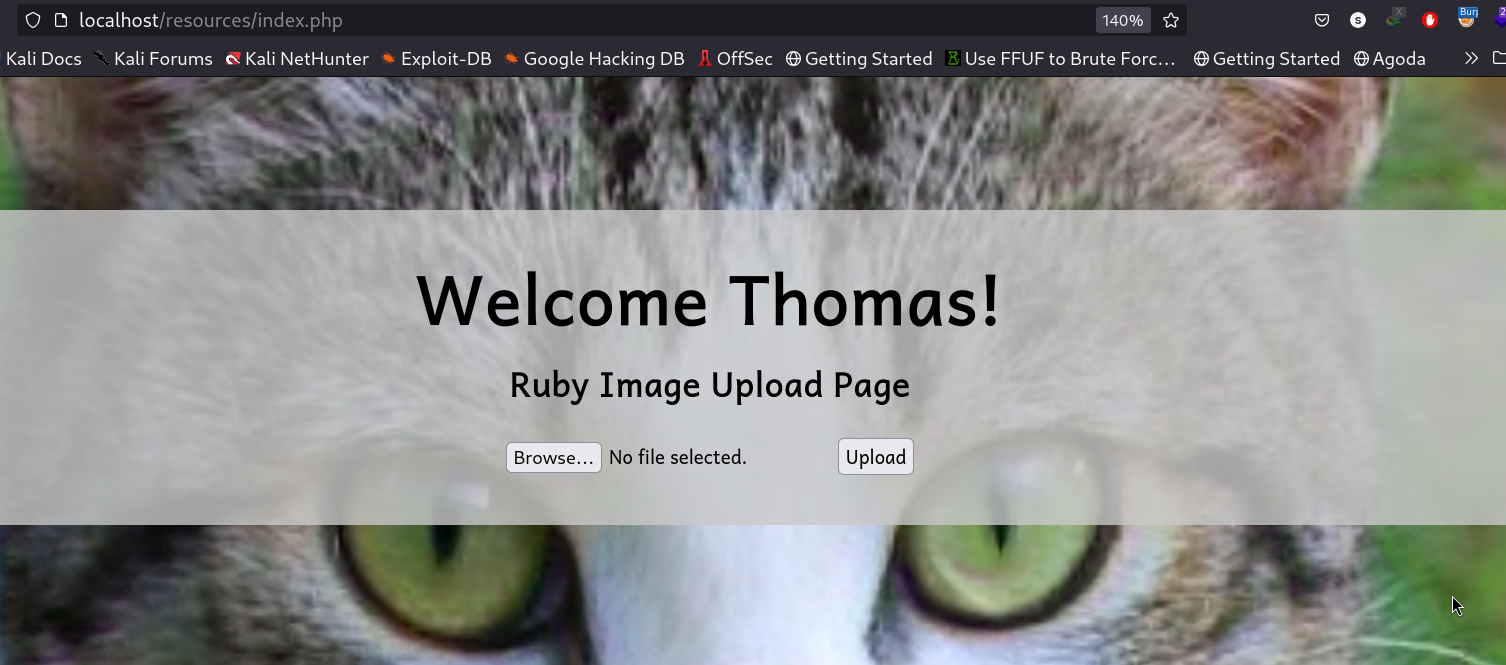 localhost/resources/index.php 140% S X Bur 2
Kali Docs Kali Forums Kali NetHunter Exploit-DB Google Hacking DB OffSec Getting Started Use FFUF to Brute Forc... Getting Started Agoda
Welcome Thomas!
Ruby Image Upload Page
Browse... No file selected. Upload